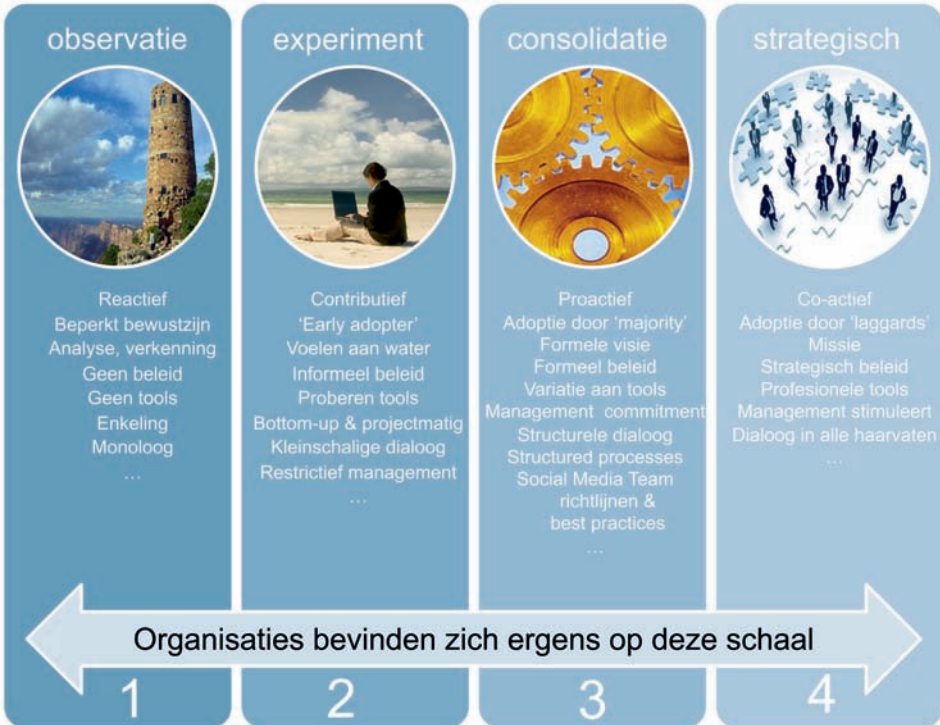 observatie
Reactief
Beperkt bewustzijn
Analyse, verkenning
Geen beleid
Geen tools
Enkeling
Monoloog
…
1
experiment
Contributief
‘Early adopter’
Voelen aan water
Informeel beleid
Proberen tools
Bottom-up & projectmatig
Kleinschalige dialoog
Restrictief management
…
2
consolidatie
Proactief
Adoptie door ‘majority’
Formele visie
Formeel beleid
Variatie aan tools
Management commitment
Structurele dialoog
Structured processes
Social Media Team
richtlijnen &
best practices
…
3
strategisch
Co-actief
Adoptie door ‘laggards’
Missie
Strategisch beleid
Profesionele tools
Management stimuleert
Dialoog in alle haarvaten
…
4
Organisaties bevinden zich ergens op deze schaal